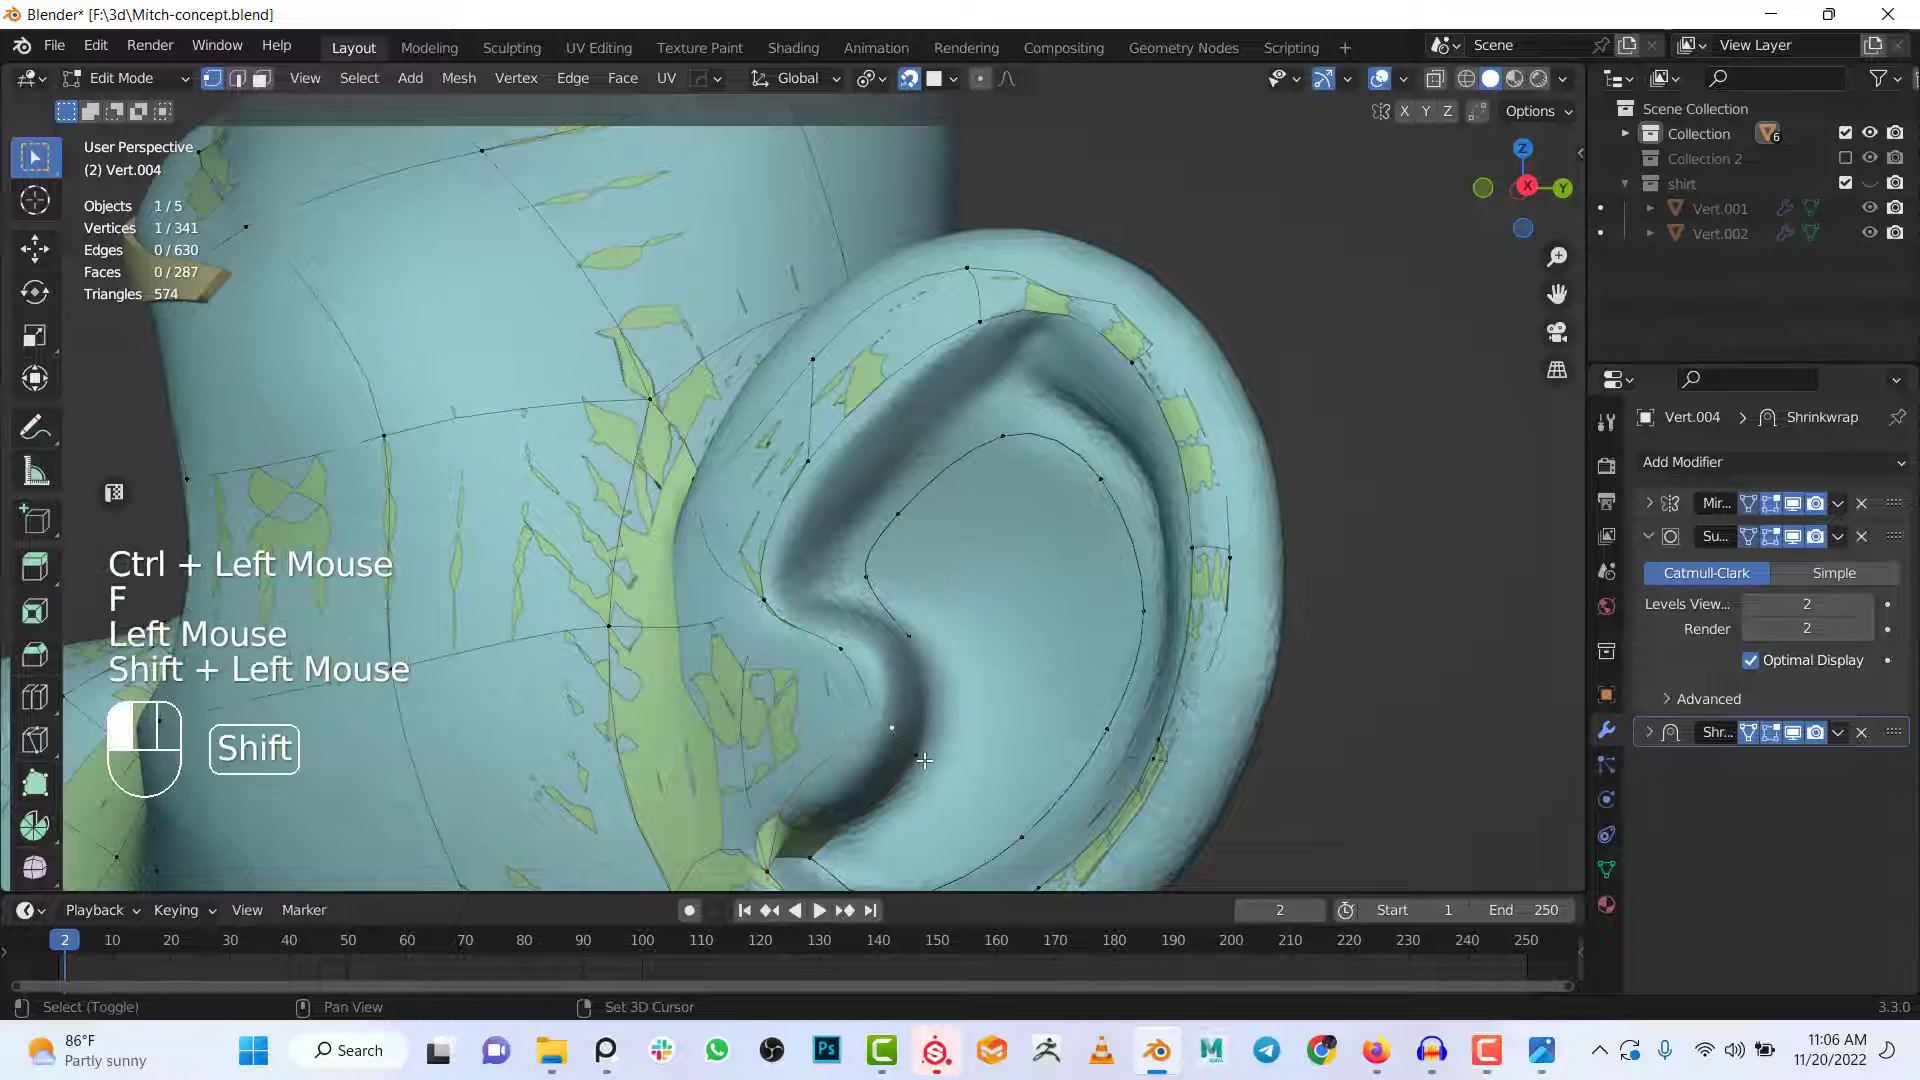 Blender* [F:\3d\Mitch-concept.blend]
File Edit Render Window Help Layout Modeling Sculpting UV Editing Texture Paint Shading Animation Rendering Compositing Geometry Nodes Scripting + Scene View Layer
Edit Mode View Select Add Mesh Vertex Edge Face UV Global
X Y Z Options
User Perspective
(2) Vert.004
Objects 1/5
Vertices 1/341
Edges 0/630
Faces 0/287
Triangles 574
Z
X
Y
Scene Collection
Collection 6
Collection 2
shirt
Vert.001
Vert.002
Vert.004 > Shrinkwrap
Add Modifier
Mir...
Su...
Catmull-Clark Simple
Levels View... 2
Render 2
Optimal Display
Advanced
Shr...
Ctrl + Left Mouse
F
Left Mouse
Shift + Left Mouse
Shift
Playback Keying View Marker 2 Start 1 End 250
2 10 20 30 40 50 60 70 80 90 100 110 120 130 140 150 160 170 180 190 200 210 220 230 240 250
Select (Toggle) Pan View Set 3D Cursor 3.3.0
86°F
Partly sunny
Search
Ps
11:06 AM
11/20/2022